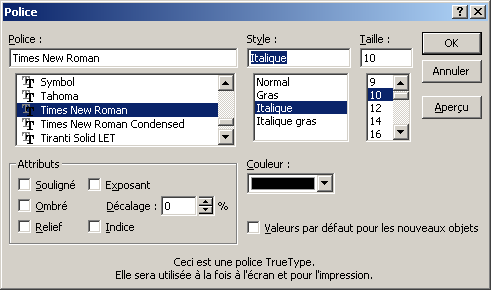 Police
Police :
Times New Roman
Symbol
Tahoma
Times New Roman
Times New Roman Condensed
Tiranti Solid LET
Style :
Italique
Normal
Gras
Italique
Italique gras
Taille :
10
9
10
12
14
16
OK
Annuler
Aperçu
Attributs
Souligné
Exposant
Ombré
Décalage : 0 %
Relief
Indice
Couleur :
Valeurs par défaut pour les nouveaux objets
Ceci est une police TrueType.
Elle sera utilisée à la fois à l'écran et pour l'impression.